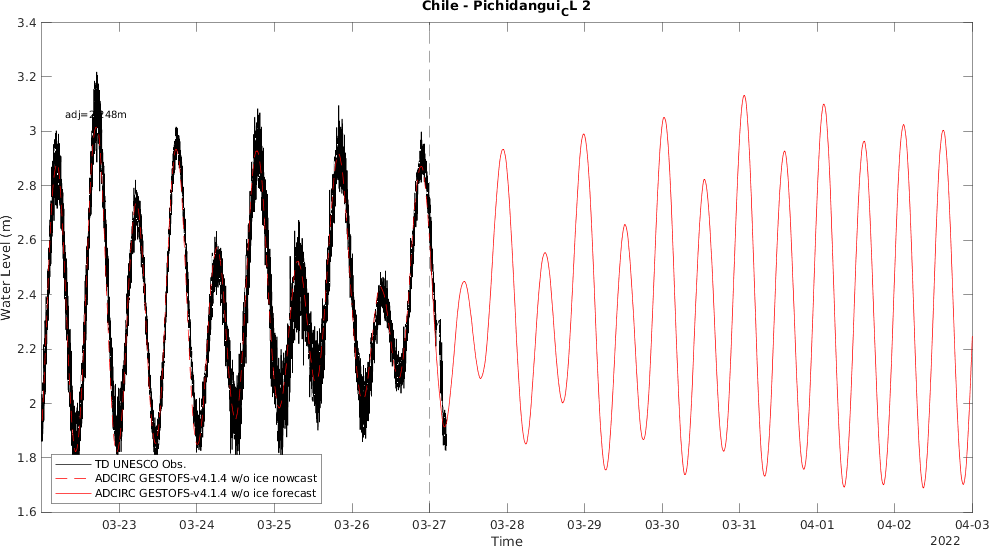 Chile - PichidanguiCL 2
3.4
3.2
3
2.8
2.6
2.4
2.2
2
1.8
1.6
Water Level (m)
adj=2.248m
TD UNESCO Obs.
ADCIRC GESTOFS-v4.1.4 w/o ice nowcast
ADCIRC GESTOFS-v4.1.4 w/o ice forecast
03-23 03-24 03-25 03-26 03-27 03-28 03-29 03-30 03-31 04-01 04-02 04-03
Time
2022